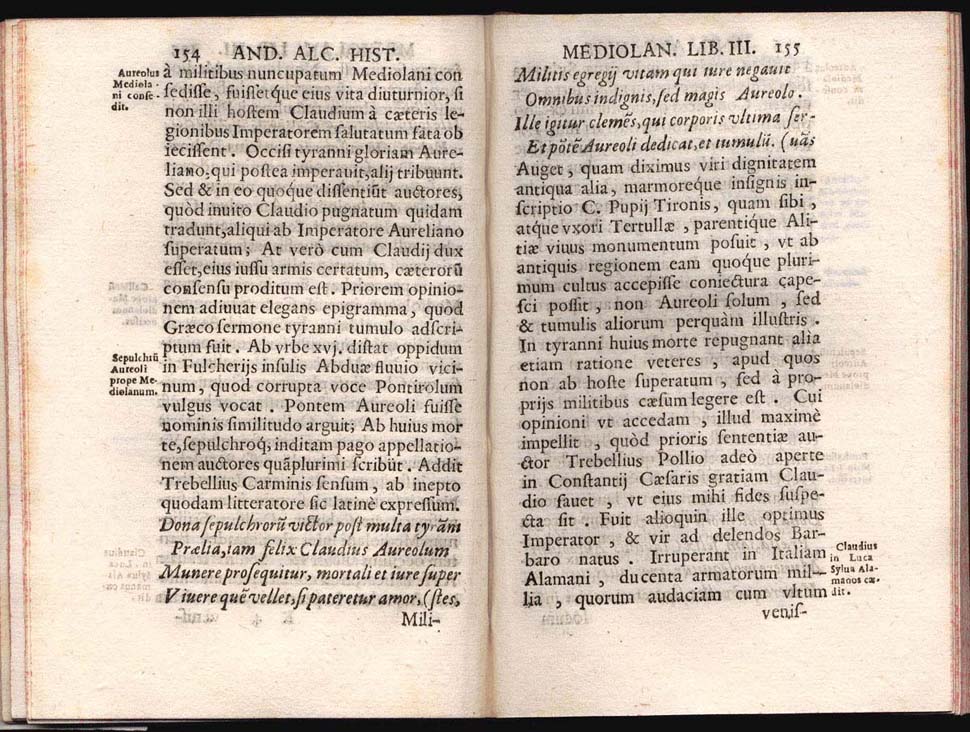 154 AND. ALC. HIST.
Aureolus
Mediola
ni conse-
dit.
à militibus nuncupatum Mediolani con
sedisse, fuissetque eius vita diuturnior, si
non illi hostem Claudium à cæteris le-
gionibus Imperatorem salutatum fata ob
iecissent. Occisi tyranni gloriam Aure-
liano, qui postea imperauit, alij tribuunt.
Sed & in eo quoque dissentiũt auctores,
quòd inuito Claudio pugnatum quidam
tradunt, aliqui ab Imperatore Aureliano
superatum; At verò cum Claudij dux
esset, eius iussu armis certatum, cæterorũ
consensu proditum est. Priorem opinio-
nem adiuuat elegans epigramma, quod
Græco sermone tyranni tumulo adscri-
ptum fuit. Ab vrbe xvj. distat oppidum
Sepulchrũ
Aureoli
prope Me-
diolanum.
in Fulcherijs insulis Abduæ fluuio vici-
num, quod corrupta voce Pontirolum
vulgus vocat. Pontem Aureoli fuisse
nominis similitudo arguit; Ab huius mor
te, sepulchroq; inditam pago appellatio-
nem auctores quãplurimi scribũt. Addit
Trebellius Carminis sensum, ab inepto
quodam litteratore sic latinè expressum.
Dona sepulchrorũ victor post multa tyrãni
Prælia, iam felix Claudius Aureolum
Munere prosequitur, mortali et iure super
Viuere quẽ vellet, si pateretur amor, (stes,
Mili-
MEDIOLAN. LIB. III. 155
Militis egregij vitam qui iure negauit
Omnibus indignis, sed magis Aureolo.
Ille igitur clemẽs, qui corporis vltima ser-
Et põtẽ Aureoli dedicat, et tumulũ. (uãs
Auget, quam diximus viri dignitatem
antiqua alia, marmoreque insignis in-
scriptio C. Pupij Tironis, quam sibi,
atque vxori Tertullæ, parentique Ali-
tiæ viuus monumentum posuit, vt ab
antiquis regionem eam quoque pluri-
mum cultus accepisse coniectura cape-
sci possit, non Aureoli solum, sed
& tumulis aliorum perquàm illustris.
In tyranni huius morte repugnant alia
etiam ratione veteres, apud quos
non ab hoste superatum, sed à pro-
prijs militibus cæsum legere est. Cui
opinioni vt accedam, illud maximè
impellit, quòd prioris sententiæ au-
ctor Trebellius Pollio adeò aperte
in Constantij Cæsaris gratiam Clau-
dio fauet, vt eius mihi fides suspe-
cta sit. Fuit alioquin ille optimus
Imperator, & vir ad delendos Bar-
baro natus. Irruperant in Italiam
Alamani, ducenta armatorum mil-
lia, quorum audaciam cum vltum
Claudius
in Luca
Sylua Ala-
manos cæ-
dit.
venis-